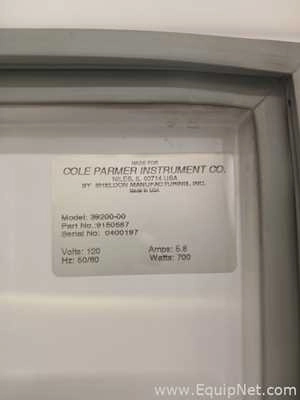 MADE FOR
COLE PARMER INSTRUMENT CO.
NILES, IL 60714 USA
BY SHELDON MANUFACTURING, INC.
Made in USA
Model: 39200-00
Part No.: 9150567
Serial No: 0400197
Volts: 120 Amps: 5.8
Hz: 50/60 Watts: 700
© www.EquipNet.com